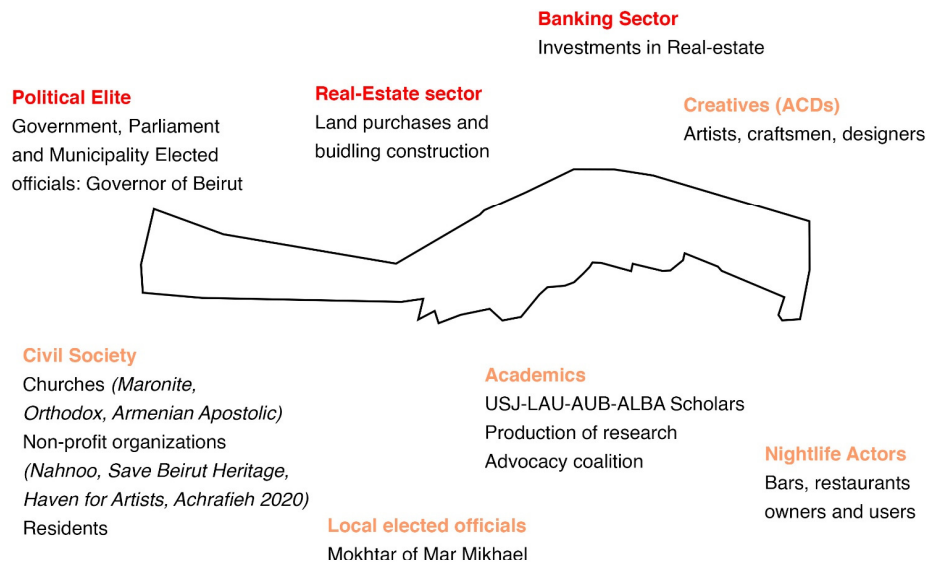 Banking Sector
Investments in Real-estate
Political Elite
Government, Parliament
and Municipality Elected
officials: Governor of Beirut
Real-Estate sector
Land purchases and
buidling construction
Creatives (ACDs)
Artists, craftsmen, designers
Civil Society
Churches (Maronite,
Orthodox, Armenian Apostolic)
Non-profit organizations
(Nahnoo, Save Beirut Heritage,
Haven for Artists, Achrafieh 2020)
Residents
Academics
USJ-LAU-AUB-ALBA Scholars
Production of research
Advocacy coalition
Nightlife Actors
Bars, restaurants
owners and users
Local elected officials
Mokhtar of Mar Mikhael